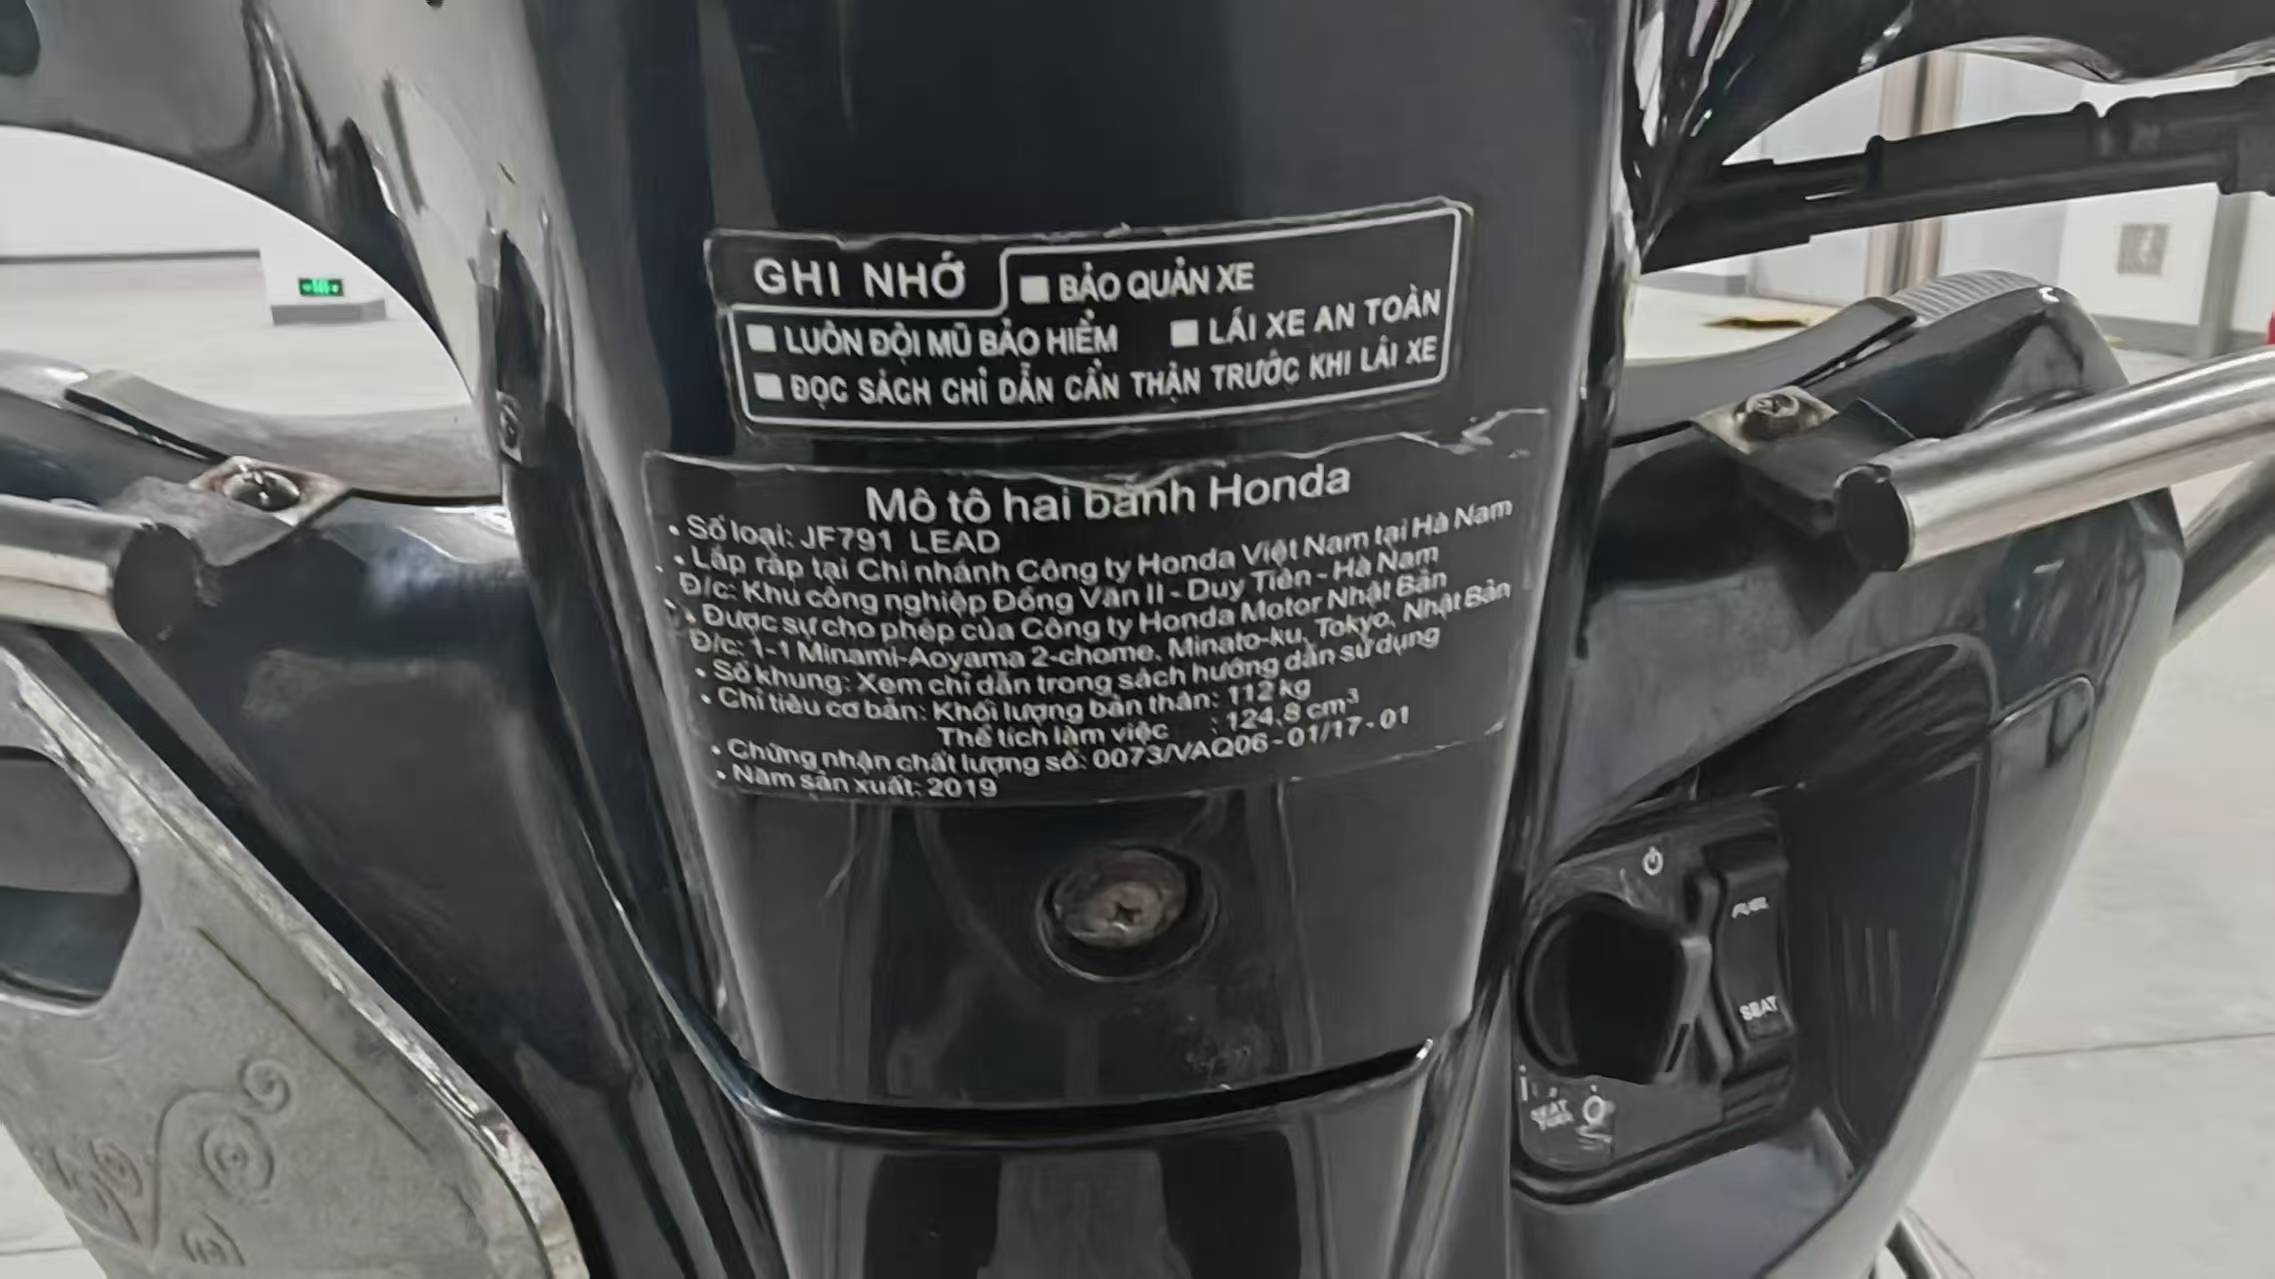 GHI NHỚ
■ BẢO QUẢN XE
■ LUÔN ĐỘI MŨ BẢO HIỂM ■ LÁI XE AN TOÀN
■ ĐỌC SÁCH CHỈ DẪN CẨN THẬN TRƯỚC KHI LÁI XE
Mô tô hai bánh Honda
• Số loại: JF791 LEAD
• Lắp ráp tại Chi nhánh Công ty Honda Việt Nam tại Hà Nam
Đ/c: Khu công nghiệp Đồng Văn II - Duy Tiên - Hà Nam
• Được sự cho phép của Công ty Honda Motor Nhật Bản
Đ/c: 1-1 Minami-Aoyama 2-chome, Minato-ku, Tokyo, Nhật Bản
• Số khung: Xem chỉ dẫn trong sách hướng dẫn sử dụng
• Chỉ tiêu cơ bản: Khối lượng bản thân: 112 kg
Thể tích làm việc : 124,8 cm³
• Chứng nhận chất lượng số: 0073/VAQ06 - 01/17 - 01
• Năm sản xuất: 2019
FUEL
SEAT